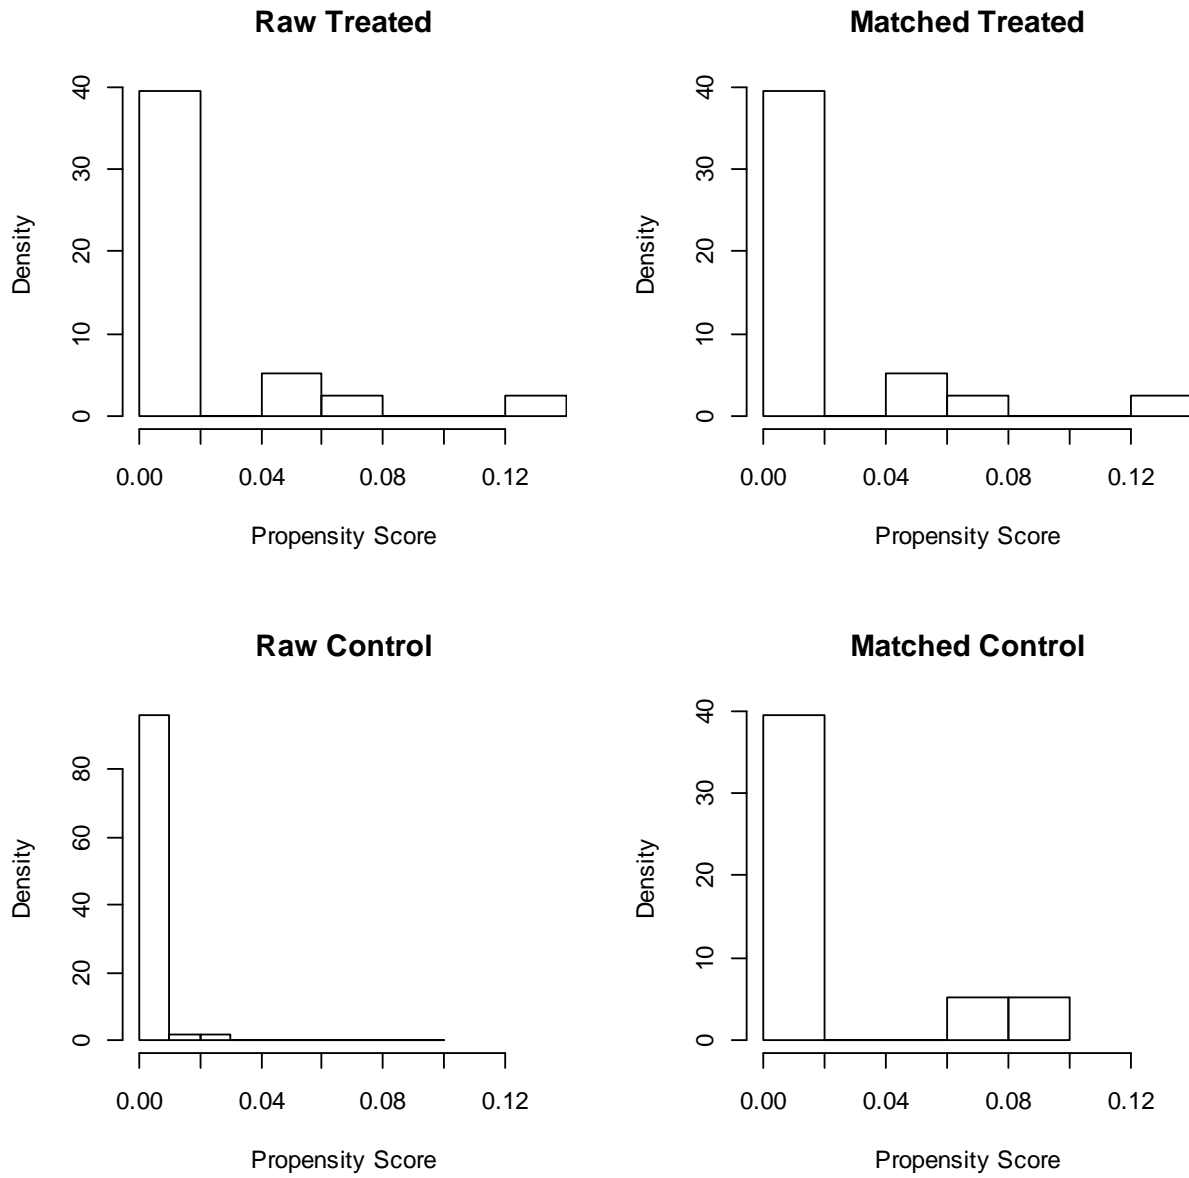 Raw Treated
Density
0 10 20 30 40
0.00 0.04 0.08 0.12
Propensity Score
Matched Treated
Density
0 10 20 30 40
0.00 0.04 0.08 0.12
Propensity Score
Raw Control
Density
0 20 40 60 80
0.00 0.04 0.08 0.12
Propensity Score
Matched Control
Density
0 10 20 30 40
0.00 0.04 0.08 0.12
Propensity Score